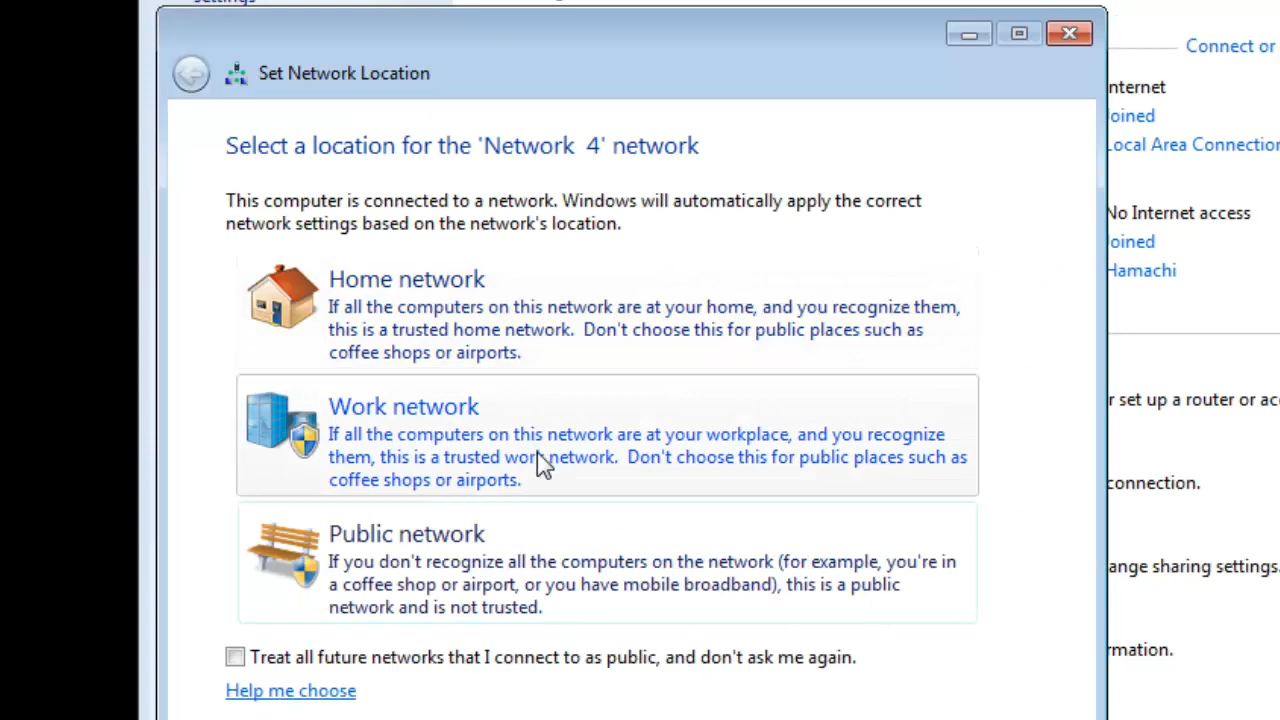 settings
Set Network Location
Connect or
Select a location for the 'Network  4' network
This computer is connected to a network. Windows will automatically apply the correct
network settings based on the network's location.
Home network
If all the computers on this network are at your home, and you recognize them,
this is a trusted home network.  Don't choose this for public places such as
coffee shops or airports.
Work network
If all the computers on this network are at your workplace, and you recognize
them, this is a trusted work network.  Don't choose this for public places such as
coffee shops or airports.
Public network
If you don't recognize all the computers on the network (for example, you're in
a coffee shop or airport, or you have mobile broadband), this is a public
network and is not trusted.
Treat all future networks that I connect to as public, and don't ask me again.
Help me choose
nternet
oined
Local Area Connection
No Internet access
oined
Hamachi
r set up a router or acc
connection.
ange sharing settings.
rmation.